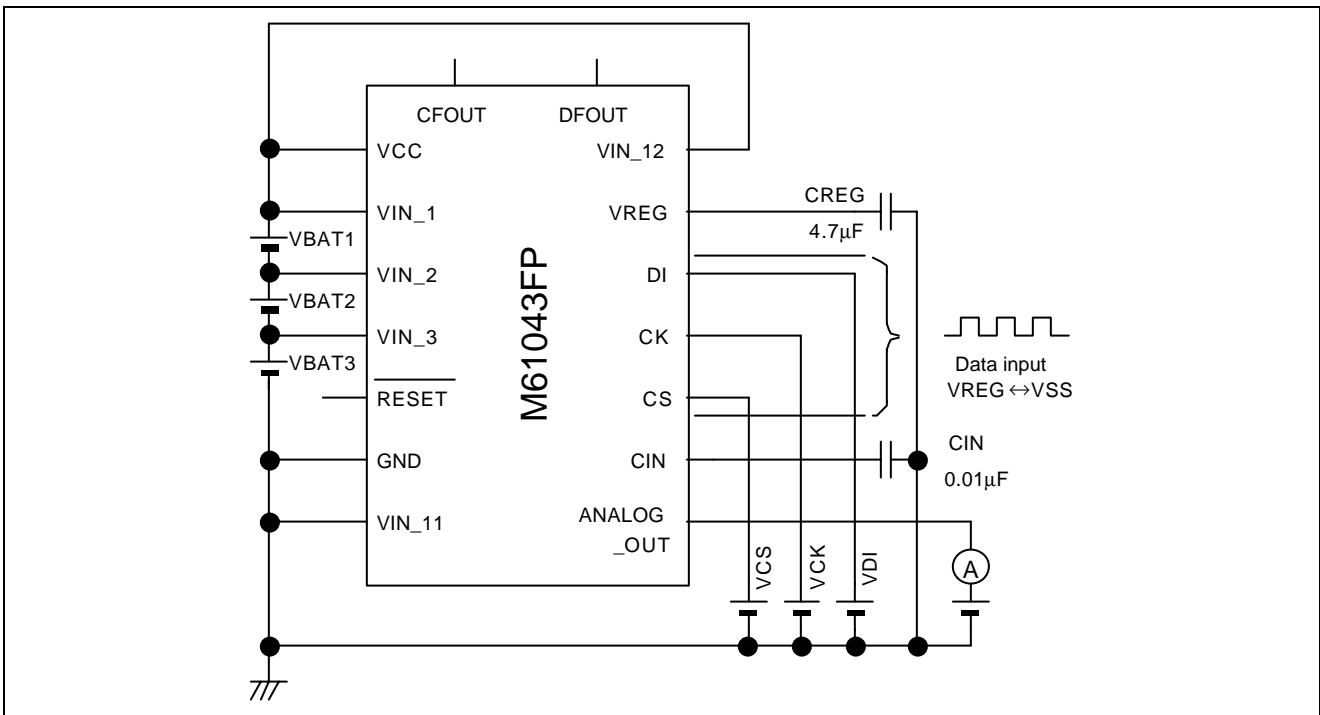 CFOUT
DFOUT
VCC
VIN_12
VIN_1
VREG
CREG
4.7μF
VBAT1
VIN_2
DI
VBAT2
M61043FP
VIN_3
CK
VBAT3
Data input
VREG ↔VSS
RESET
CS
GND
CIN
CIN
0.01μF
VIN_11
ANALOG
_OUT
VCS
VCK
VDI
A